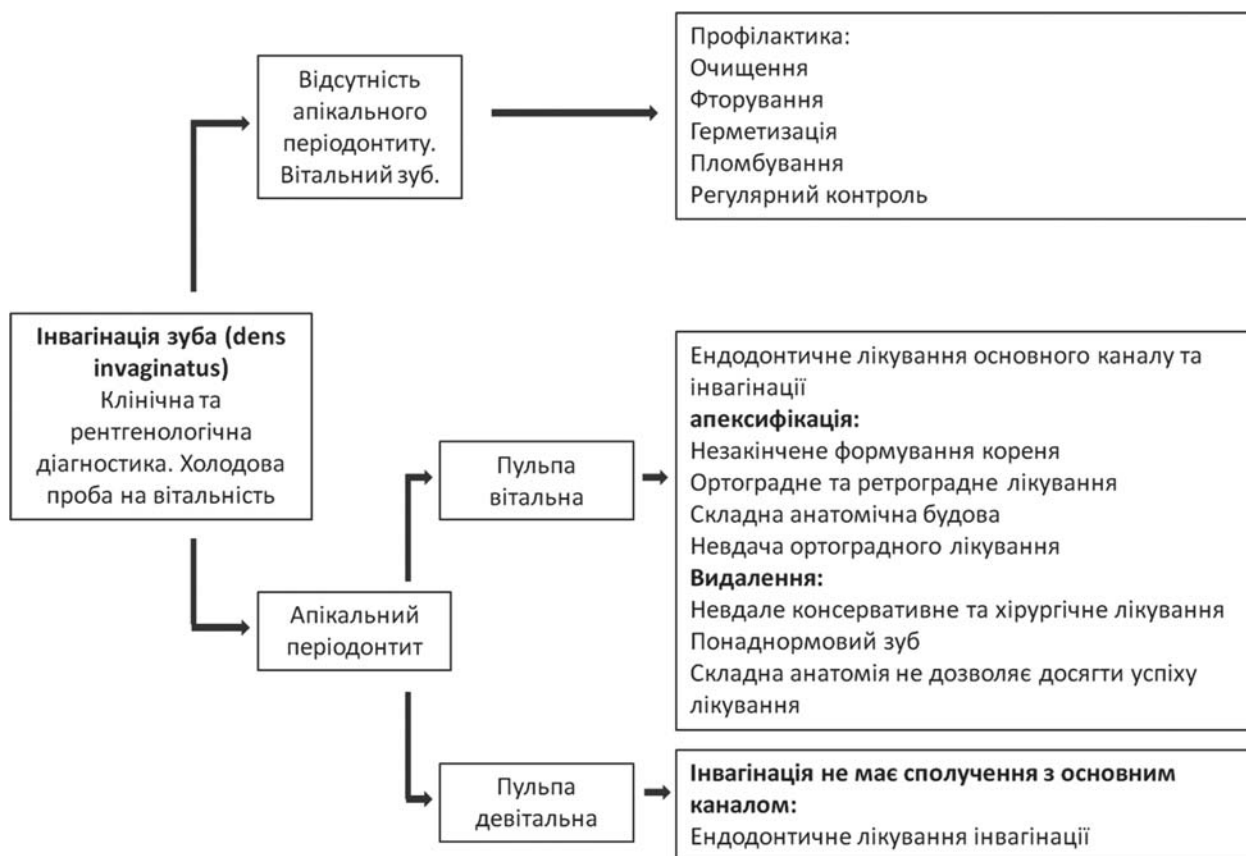 Відсутність
апікального
періодонтиту.
Вітальний зуб.
Профілактика:
Очищення
Фторування
Герметизація
Пломбування
Регулярний контроль
Інвагінація зуба (dens
invaginatus)
Клінічна та
рентгенологічна
діагностика. Холодова
проба на вітальність
Апікальний
періодонтит
Пульпа
вітальна
Ендодонтичне лікування основного каналу та
інвагінації
апексифікація:
Незакінчене формування кореня
Ортоградне та ретроградне лікування
Складна анатомічна будова
Невдача ортоградного лікування
Видалення:
Невдале консервативне та хірургічне лікування
Понаднормовий зуб
Складна анатомія не дозволяє досягти успіху
лікування
Пульпа
девітальна
Інвагінація не має сполучення з основним
каналом:
Ендодонтичне лікування інвагінації